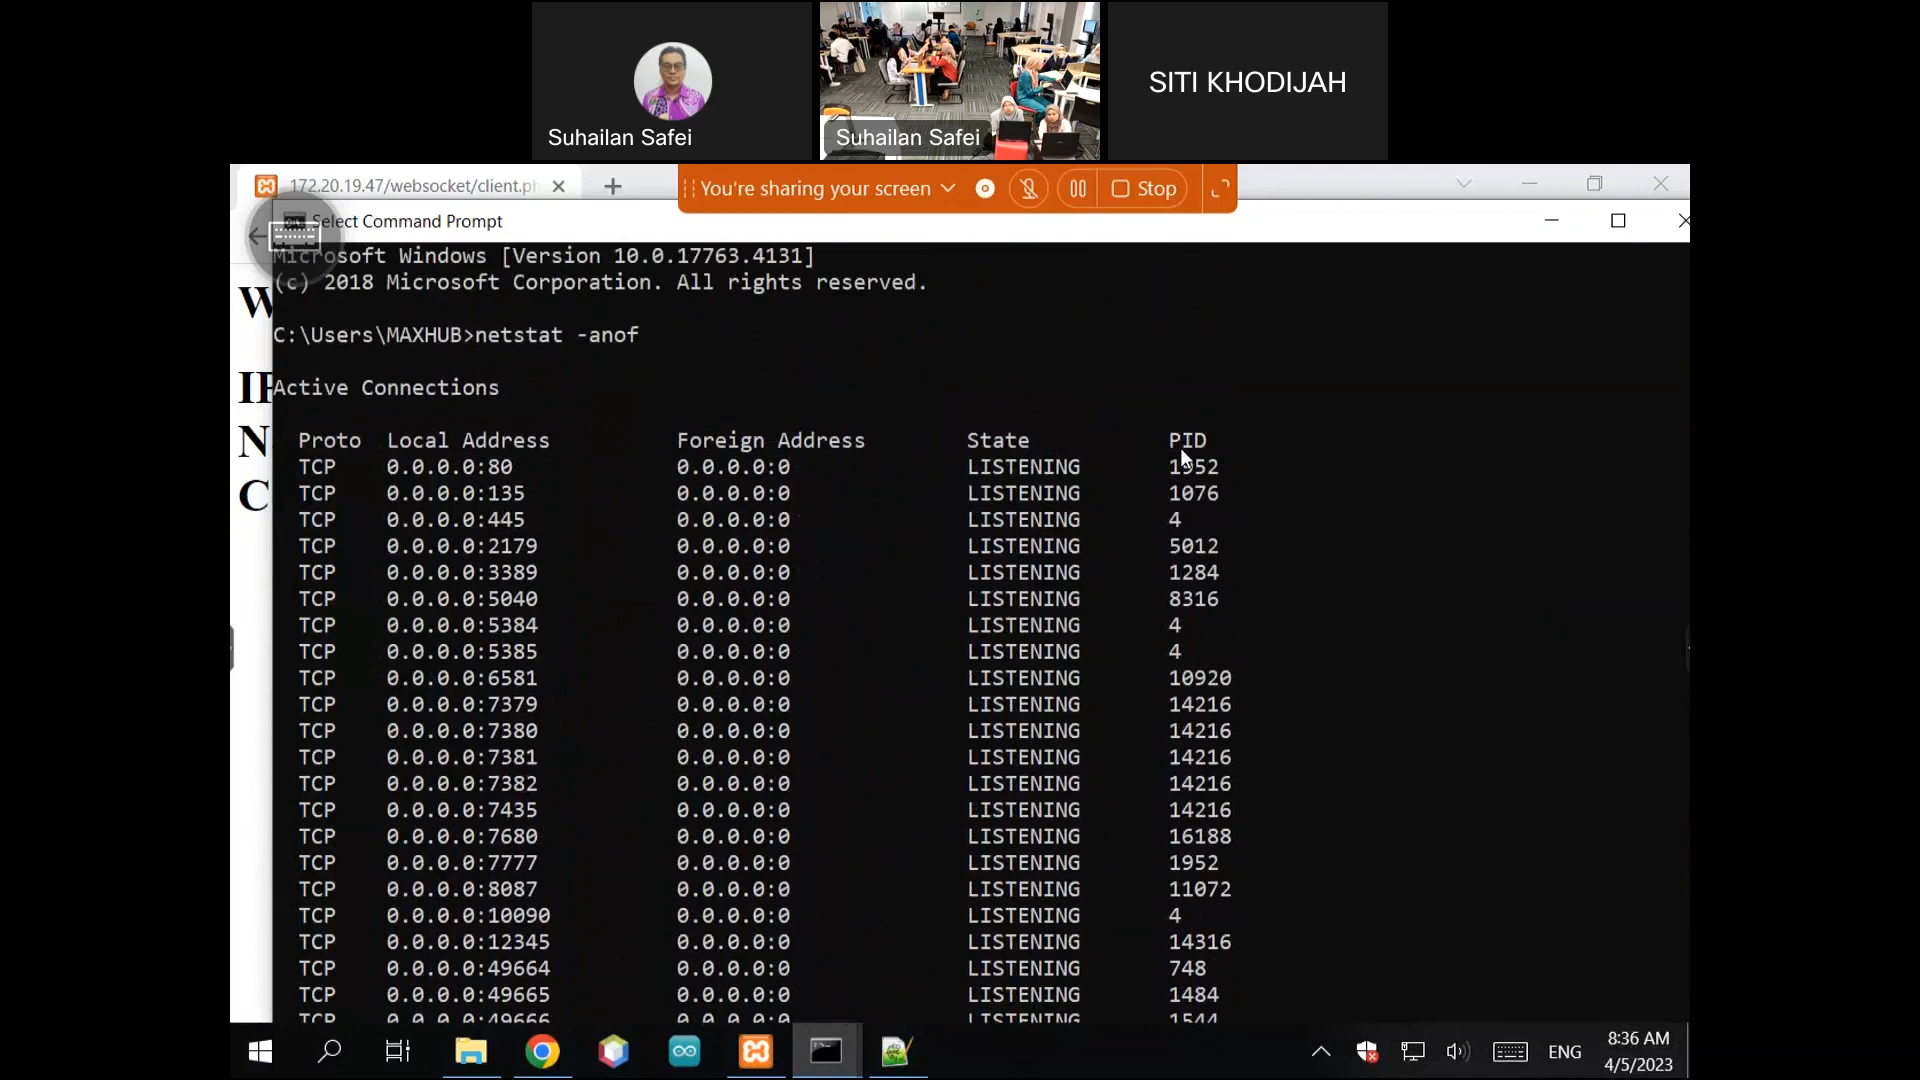 Suhailan Safei
Suhailan Safei
SITI KHODIJAH
172.20.19.47/websocket/client.ph
You're sharing your screen
Stop
Select Command Prompt
Microsoft Windows [Version 10.0.17763.4131]
(c) 2018 Microsoft Corporation. All rights reserved.
W
C:\Users\MAXHUB>netstat -anof
IP
Active Connections
N
Proto Local Address Foreign Address State PID
TCP 0.0.0.0:80 0.0.0.0:0 LISTENING 1952
C
TCP 0.0.0.0:135 0.0.0.0:0 LISTENING 1076
TCP 0.0.0.0:445 0.0.0.0:0 LISTENING 4
TCP 0.0.0.0:2179 0.0.0.0:0 LISTENING 5012
TCP 0.0.0.0:3389 0.0.0.0:0 LISTENING 1284
TCP 0.0.0.0:5040 0.0.0.0:0 LISTENING 8316
TCP 0.0.0.0:5384 0.0.0.0:0 LISTENING 4
TCP 0.0.0.0:5385 0.0.0.0:0 LISTENING 4
TCP 0.0.0.0:6581 0.0.0.0:0 LISTENING 10920
TCP 0.0.0.0:7379 0.0.0.0:0 LISTENING 14216
TCP 0.0.0.0:7380 0.0.0.0:0 LISTENING 14216
TCP 0.0.0.0:7381 0.0.0.0:0 LISTENING 14216
TCP 0.0.0.0:7382 0.0.0.0:0 LISTENING 14216
TCP 0.0.0.0:7435 0.0.0.0:0 LISTENING 14216
TCP 0.0.0.0:7680 0.0.0.0:0 LISTENING 16188
TCP 0.0.0.0:7777 0.0.0.0:0 LISTENING 1952
TCP 0.0.0.0:8087 0.0.0.0:0 LISTENING 11072
TCP 0.0.0.0:10090 0.0.0.0:0 LISTENING 4
TCP 0.0.0.0:12345 0.0.0.0:0 LISTENING 14316
TCP 0.0.0.0:49664 0.0.0.0:0 LISTENING 748
TCP 0.0.0.0:49665 0.0.0.0:0 LISTENING 1484
TCP 0.0.0.0:49666 0.0.0.0:0 LISTENING 1544
ENG
8:36 AM
4/5/2023